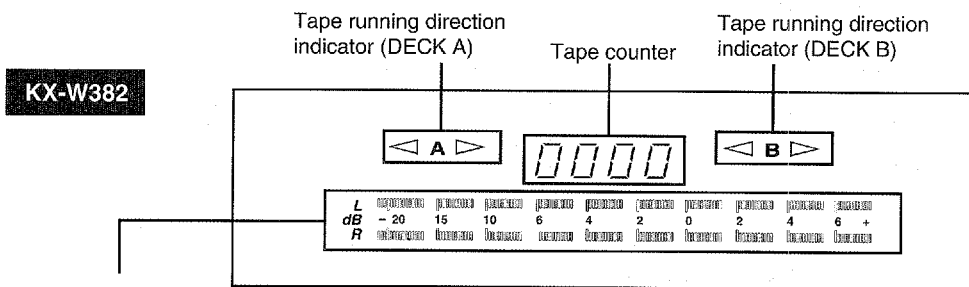 Tape running direction
indicator (DECK A)
Tape counter
Tape running direction
indicator (DECK B)
KX-W382
A
0000
B
L
dB - 20 15 10 6 4 2 0 2 4 6 +
R